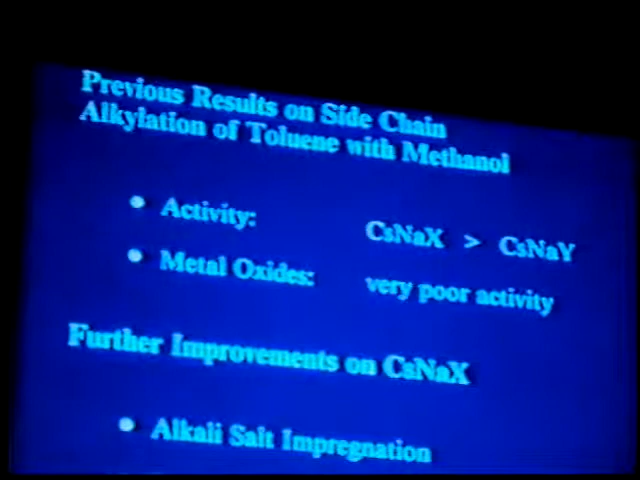 Previous Results on Side Chain
Alkylation of Toluene with Methanol
• Activity: CsNaX > CsNaY
• Metal Oxides: very poor activity
Further Improvements on CsNaX
• Alkali Salt Impregnation